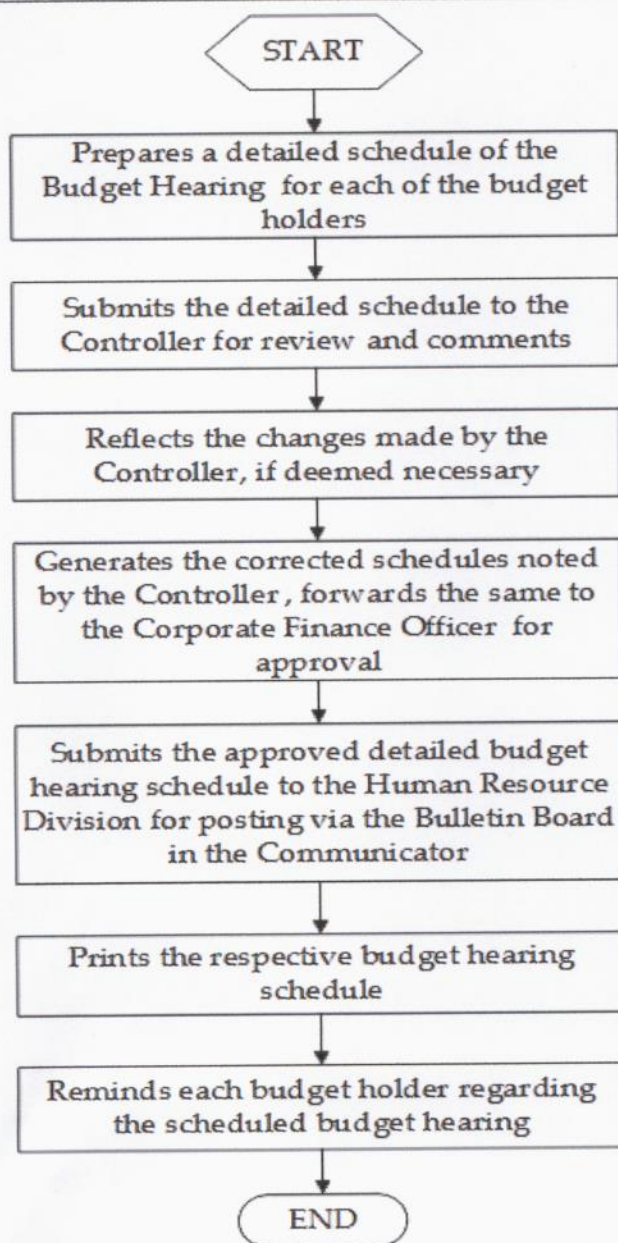 START
Prepares a detailed schedule of the
Budget Hearing for each of the budget
holders
Submits the detailed schedule to the
Controller for review and comments
Reflects the changes made by the
Controller, if deemed necessary
Generates the corrected schedules noted
by the Controller, forwards the same to
the Corporate Finance Officer for
approval
Submits the approved detailed budget
hearing schedule to the Human Resource
Division for posting via the Bulletin Board
in the Communicator
Prints the respective budget hearing
schedule
Reminds each budget holder regarding
the scheduled budget hearing
END